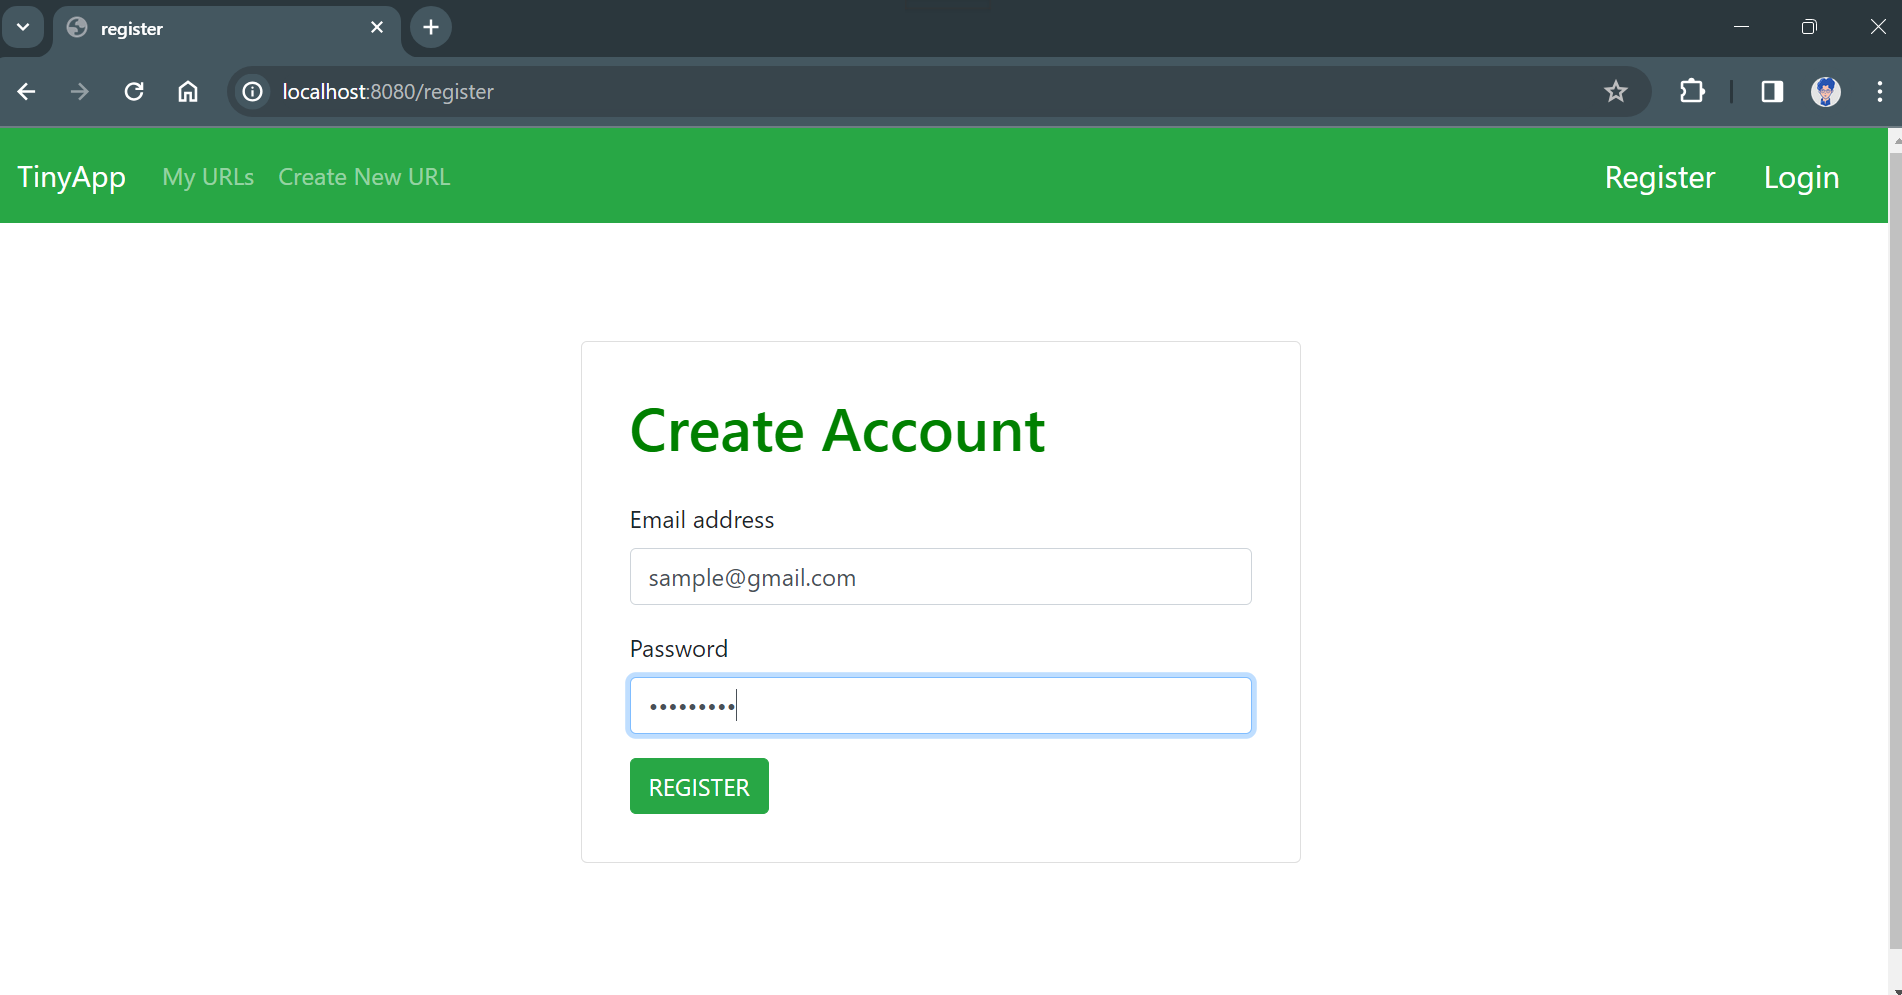 register
localhost:8080/register
TinyApp My URLs Create New URL Register Login
Create Account
Email address
sample@gmail.com
Password
•••••••••
REGISTER